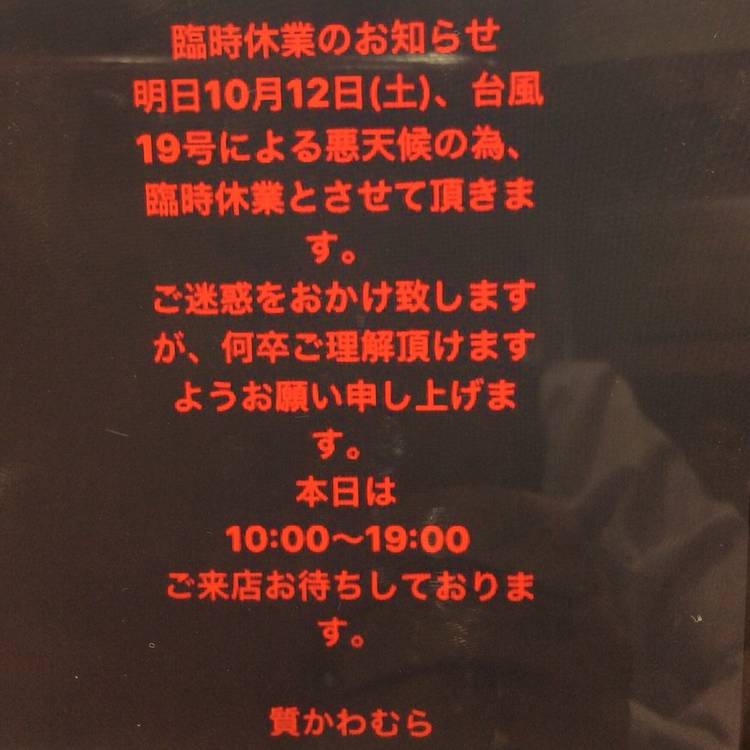 臨時休業のお知らせ
明日10月12日(土)、台風
19号による悪天候の為、
臨時休業とさせて頂きま
す。
ご迷惑をおかけ致します
が、何卒ご理解頂けます
ようお願い申し上げま
す。
本日は
10:00〜19:00
ご来店お待ちしておりま
す。
質かわむら